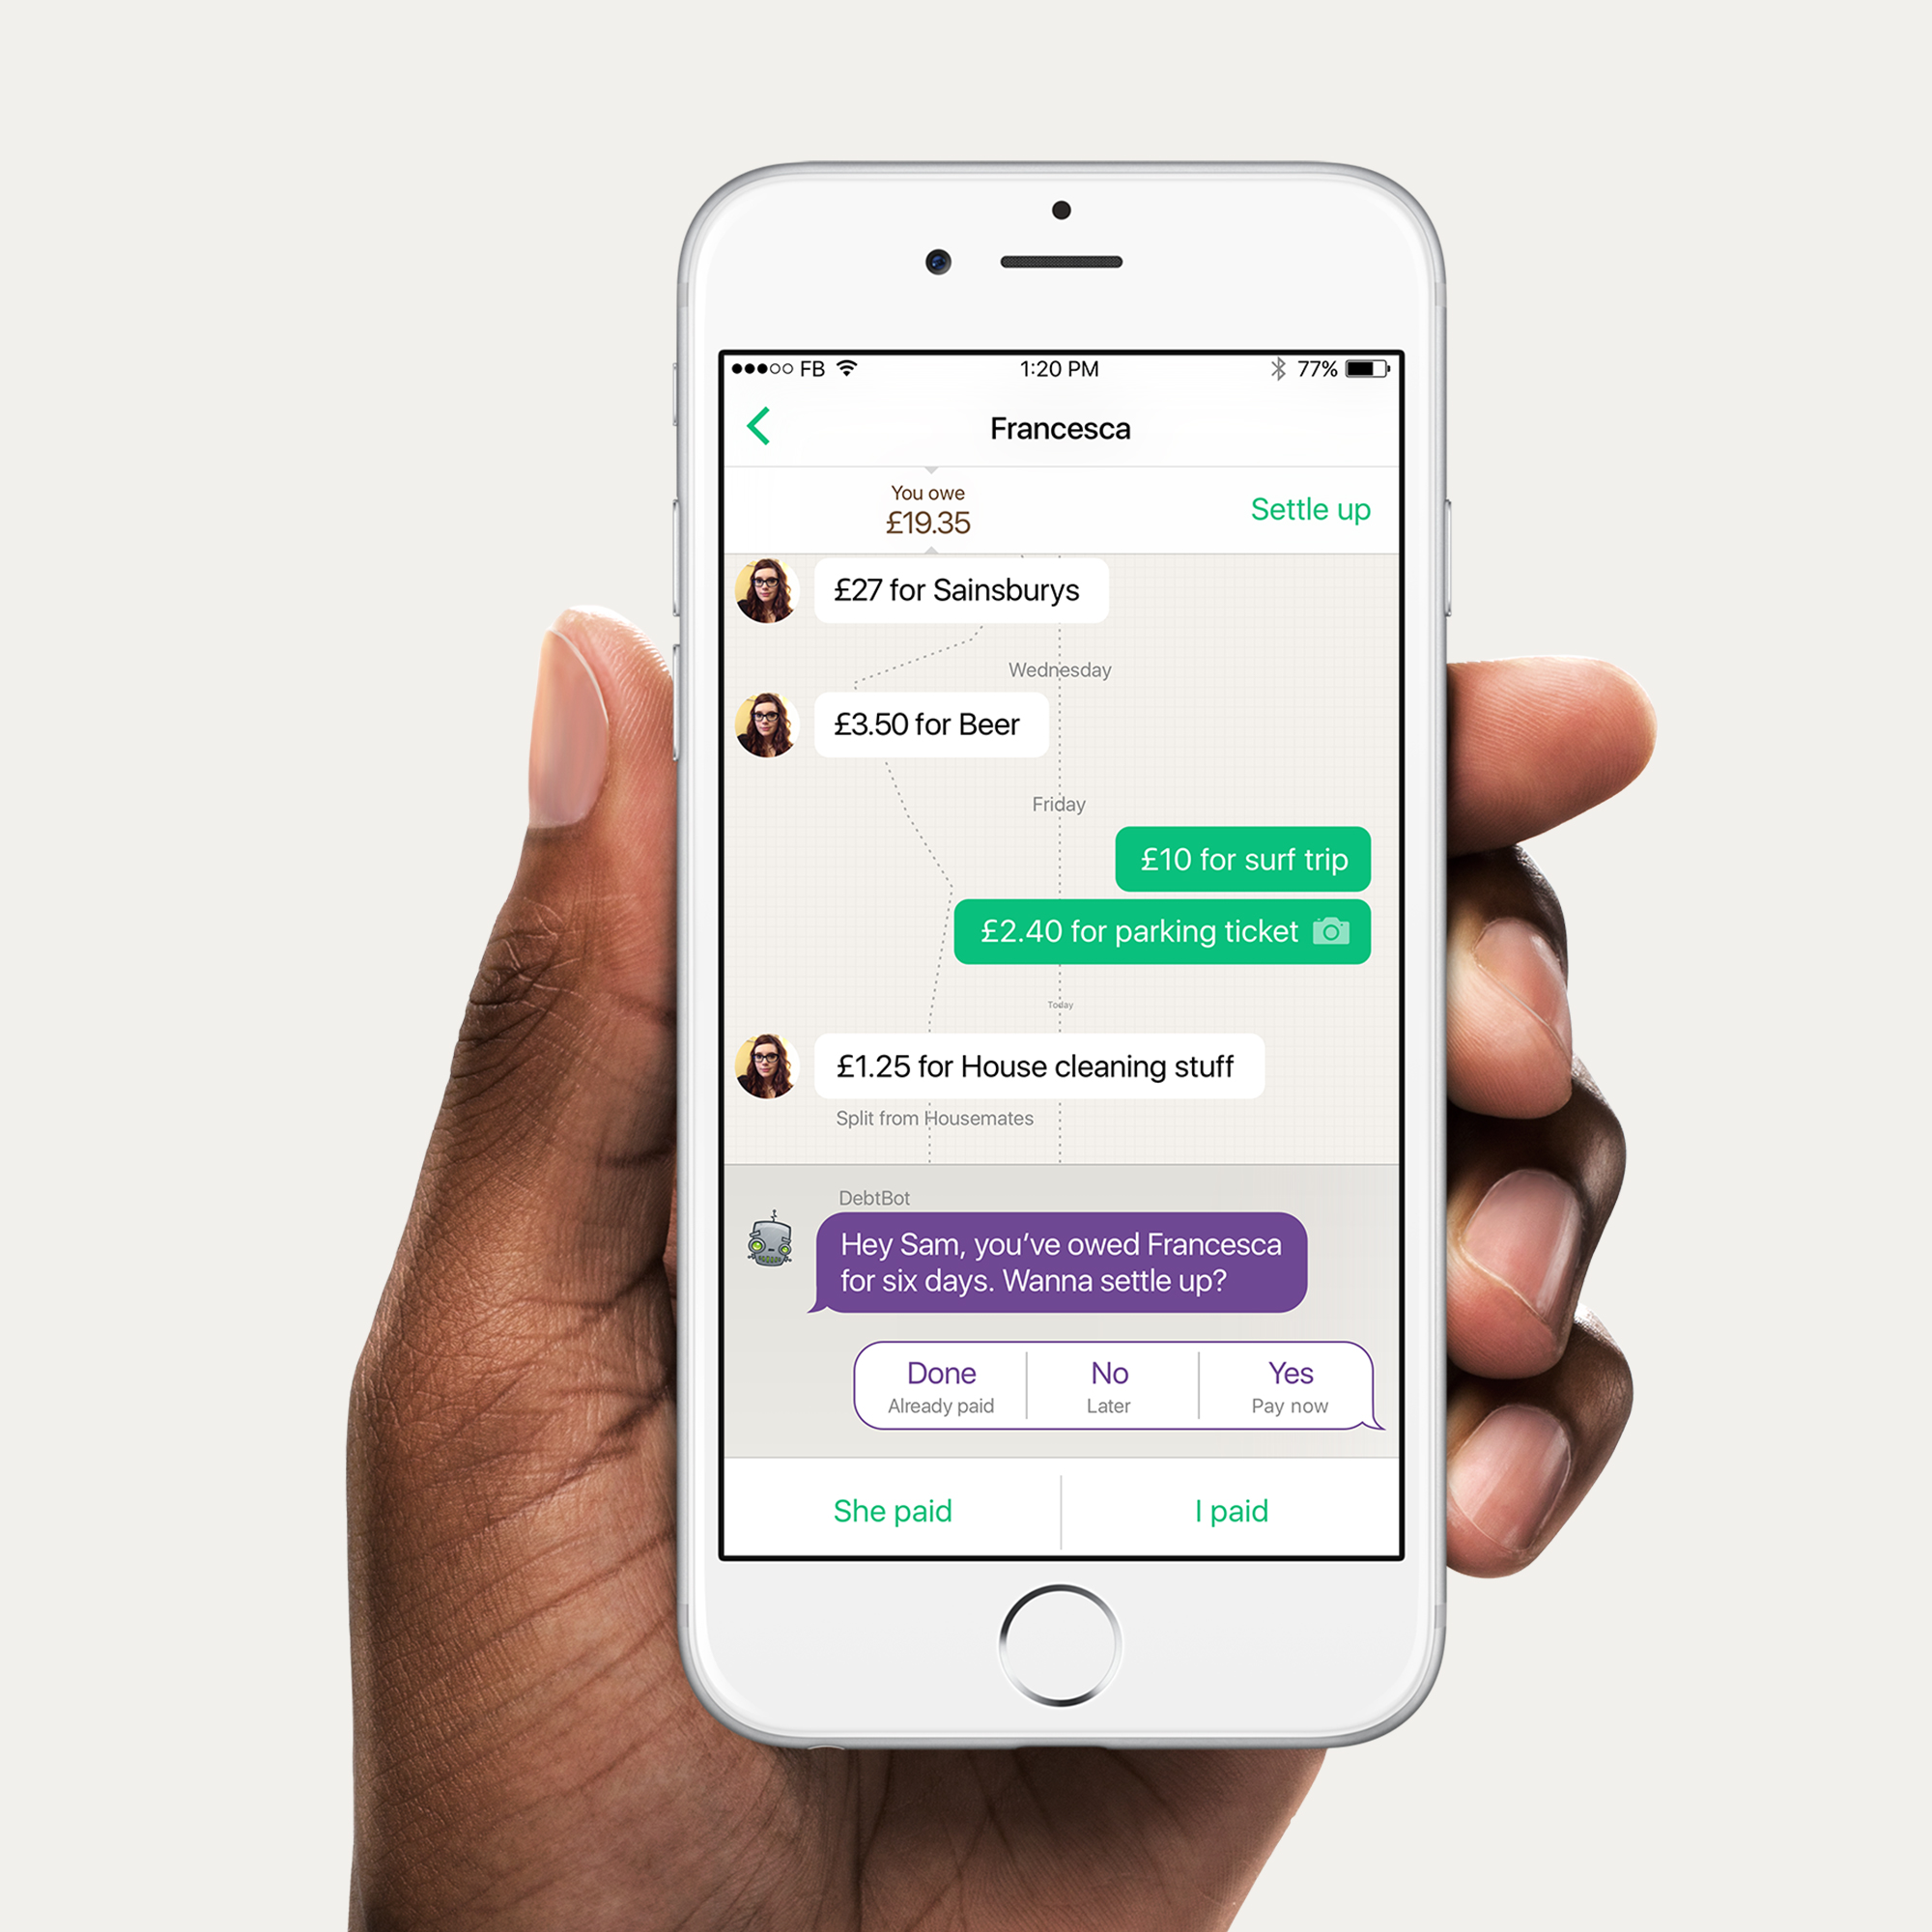 FB 1:20 PM 77%
Francesca
You owe
£19.35
Settle up
£27 for Sainsburys
Wednesday
£3.50 for Beer
Friday
£10 for surf trip
£2.40 for parking ticket
Today
£1.25 for House cleaning stuff
Split from Housemates
DebtBot
Hey Sam, you’ve owed Francesca
for six days. Wanna settle up?
Done No Yes
Already paid Later Pay now
She paid I paid